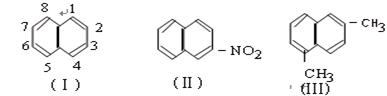 8 1
7 2
6 3
5 4
NO₂
CH₃
CH₃
(I) (II) (III)